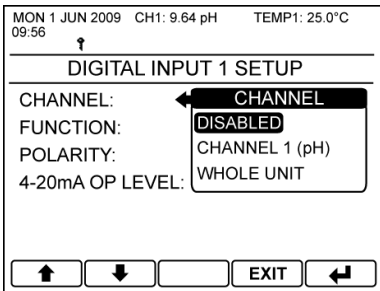 MON 1 JUN 2009 CH1: 9.64 pH TEMP1: 25.0°C
09:56
DIGITAL INPUT 1 SETUP
CHANNEL:
FUNCTION:
POLARITY:
4-20mA OP LEVEL:
CHANNEL
DISABLED
CHANNEL 1 (pH)
WHOLE UNIT
EXIT